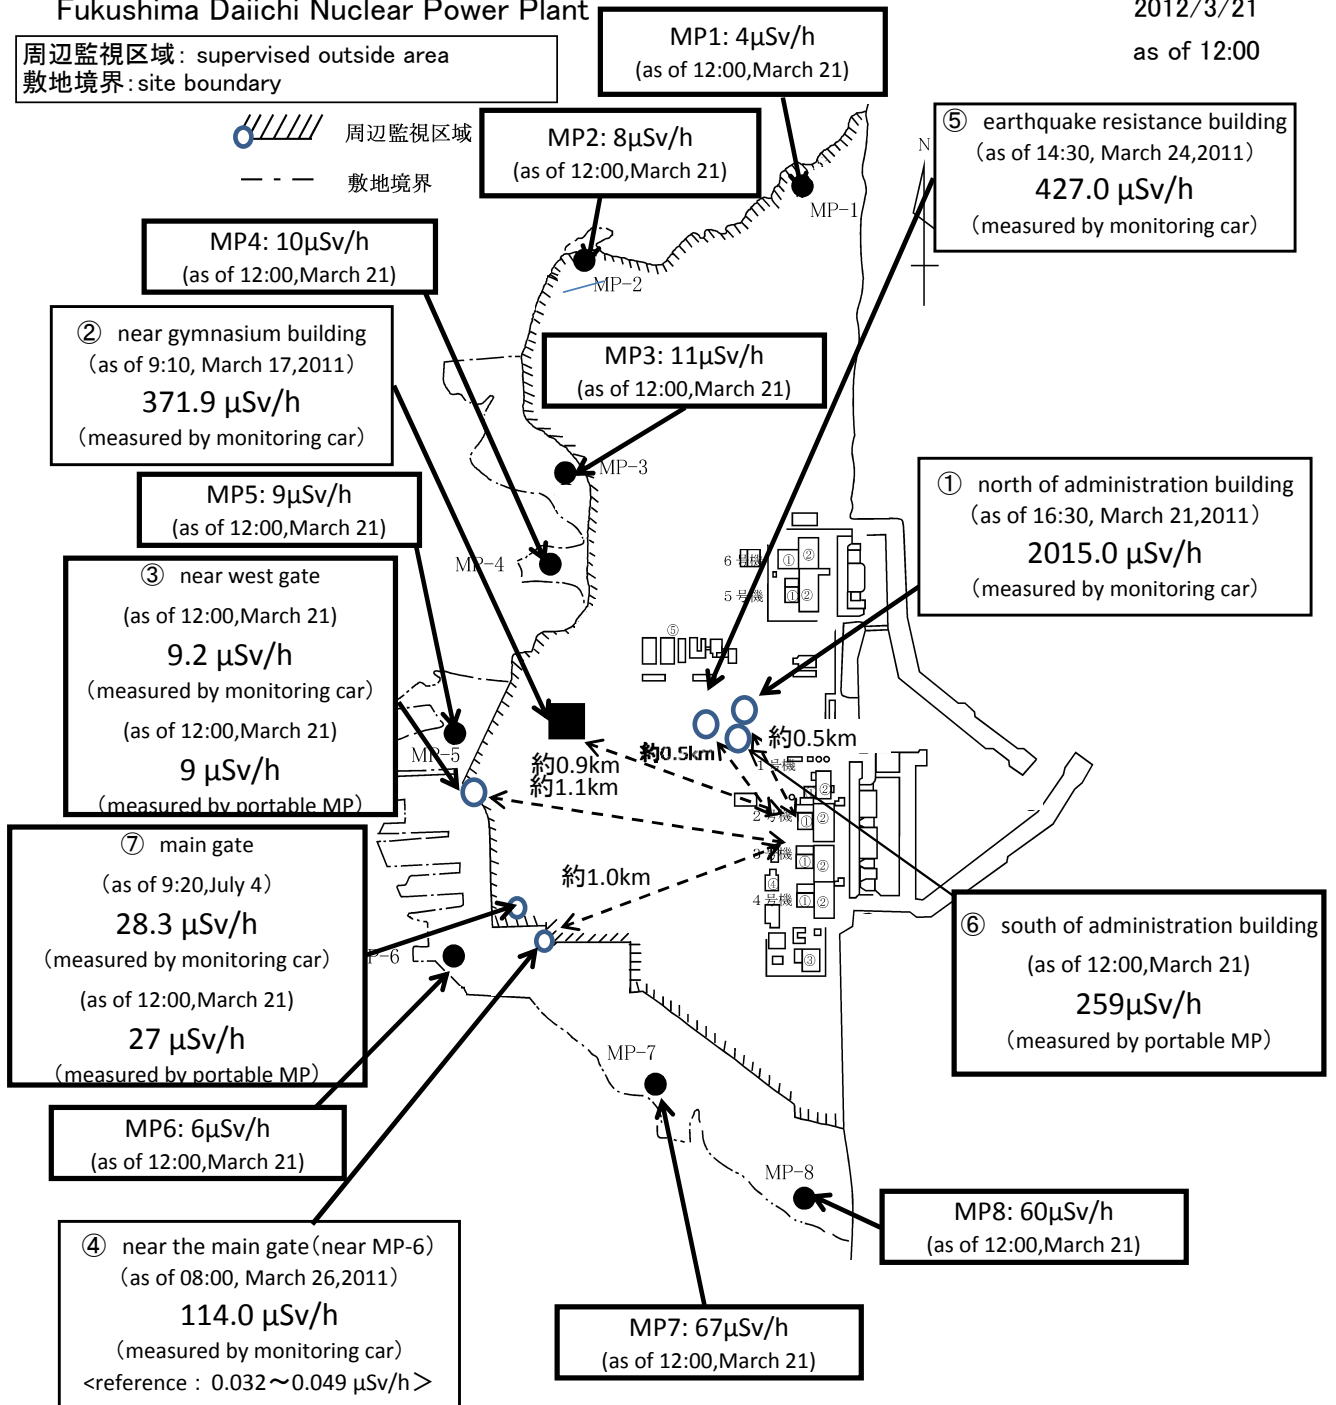 Fukushima Daiichi Nuclear Power Plant
2012/3/21
as of 12:00
周辺監視区域: supervised outside area
敷地境界:site boundary
周辺監視区域
敷地境界
MP1: 4μSv/h
(as of 12:00,March 21)
MP2: 8μSv/h
(as of 12:00,March 21)
⑤ earthquake resistance building
(as of 14:30, March 24,2011)
427.0 μSv/h
(measured by monitoring car)
N
MP-1
MP4: 10μSv/h
(as of 12:00,March 21)
MP-2
② near gymnasium building
(as of 9:10, March 17,2011)
371.9 μSv/h
(measured by monitoring car)
MP3: 11μSv/h
(as of 12:00,March 21)
MP-3
MP5: 9μSv/h
(as of 12:00,March 21)
① north of administration building
(as of 16:30, March 21,2011)
2015.0 μSv/h
(measured by monitoring car)
MP-4
③ near west gate
(as of 12:00,March 21)
9.2 μSv/h
(measured by monitoring car)
(as of 12:00,March 21)
9 μSv/h
(measured by portable MP)
6号機
① ②
5号機
① ②
⑤
MP-5
約0.9km
約1.1km
約0.5km
約0.5km
1号機
②
2号機
① ②
3号機
① ②
④
4号機
① ②
③
約1.0km
⑦ main gate
(as of 9:20,July 4)
28.3 μSv/h
(measured by monitoring car)
(as of 12:00,March 21)
27 μSv/h
(measured by portable MP)
P-6
⑥ south of administration building
(as of 12:00,March 21)
259μSv/h
(measured by portable MP)
MP-7
MP6: 6μSv/h
(as of 12:00,March 21)
MP-8
MP8: 60μSv/h
(as of 12:00,March 21)
④ near the main gate(near MP-6)
(as of 08:00, March 26,2011)
114.0 μSv/h
(measured by monitoring car)
<reference : 0.032～0.049 μSv/h＞
MP7: 67μSv/h
(as of 12:00,March 21)